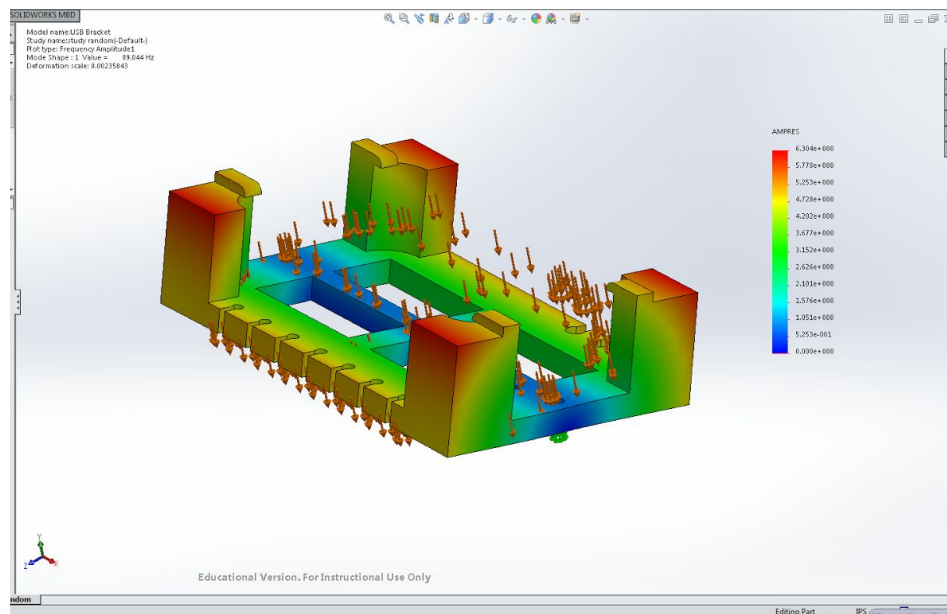 SOLIDWORKS MBD
Model name:USB Bracket
Study name:study random(-Default-)
Plot type: Frequency Amplitude1
Mode Shape : 1 Value = 89.044 Hz
Deformation scale: 0.00235843
AMPRES
6.304e+000
5.778e+000
5.253e+000
4.728e+000
4.202e+000
3.677e+000
3.152e+000
2.626e+000
2.101e+000
1.576e+000
1.051e+000
5.253e-001
0.000e+000
Y
Z
X
Educational Version. For Instructional Use Only
ndom
Editing Part
IPS